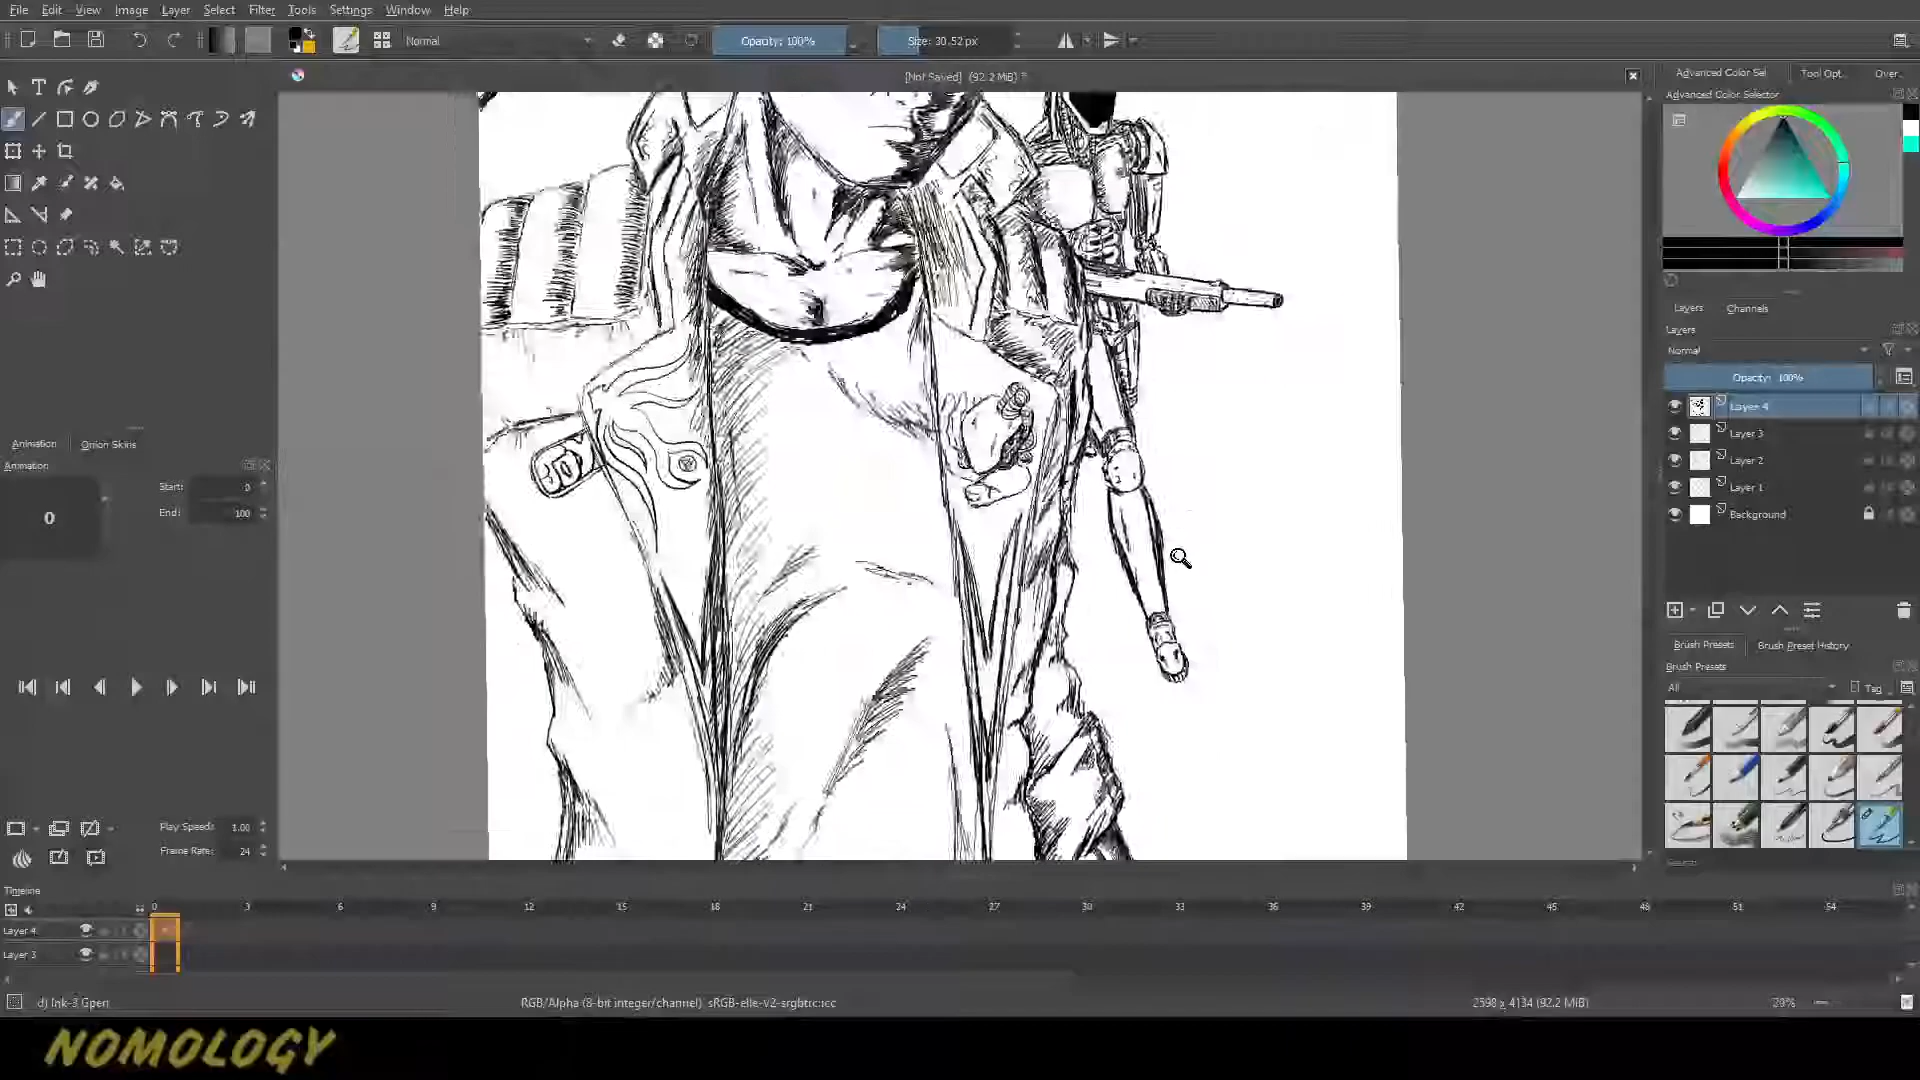 File Edit View Image Layer Select Filter Tools Settings Window Help
Normal
Opacity: 100%
Size: 30.52 px
[Not Saved] (92.2 MiB) *
Advanced Color Sel
Tool Opt.
Over.
Advanced Color Selector
Layers
Channels
Layers
Normal
Opacity: 100%
Layer 4
Layer 3
Layer 2
Layer 1
Background
Brush Presets
Brush Preset History
Brush Presets
All
Tag
Search
Animation
Onion Skins
Animation
Start: 0
End: 100
0
Play Speed: 1.00
Frame Rate: 24
Timeline
0 3 6 9 12 15 18 21 24 27 30 33 36 39 42 45 48 51 54
Layer 4
Layer 3
d) Ink-3 Gpen
RGB/Alpha (8-bit integer/channel) sRGB-elle-V2-srgbtrc.icc
2598 x 4134 (92.2 MiB)
20%
NOMOLOGY